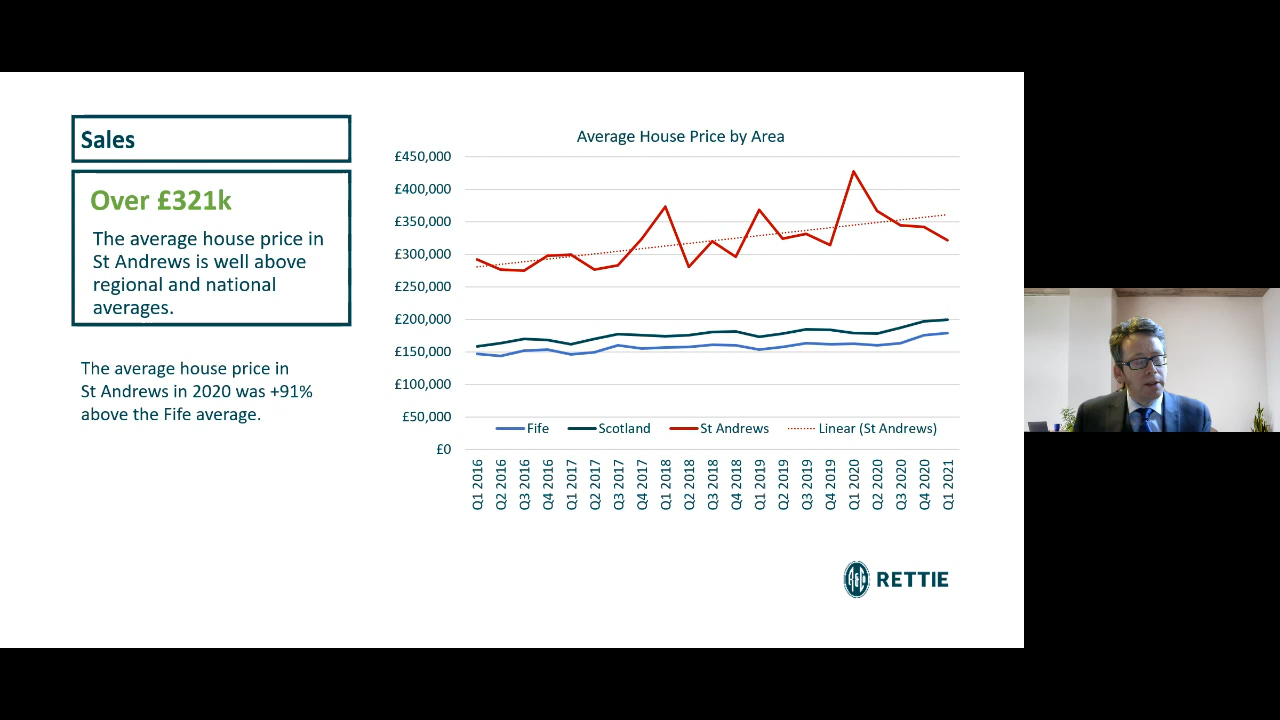 Sales
Over £321k
The average house price in
St Andrews is well above
regional and national
averages.
The average house price in
St Andrews in 2020 was +91%
above the Fife average.
Average House Price by Area
£450,000
£400,000
£350,000
£300,000
£250,000
£200,000
£150,000
£100,000
£50,000
£0
Fife
Scotland
St Andrews
Linear (St Andrews)
Q1 2016
Q2 2016
Q3 2016
Q4 2016
Q1 2017
Q2 2017
Q3 2017
Q4 2017
Q1 2018
Q2 2018
Q3 2018
Q4 2018
Q1 2019
Q2 2019
Q3 2019
Q4 2019
Q1 2020
Q2 2020
Q3 2020
Q4 2020
Q1 2021
RETTIE